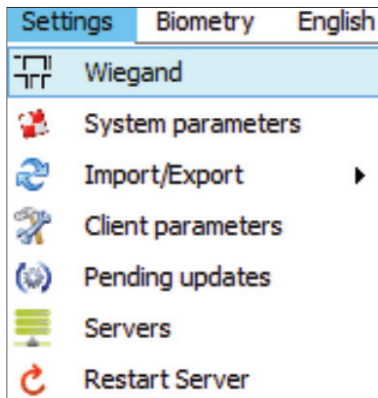 Settings Biometry English
Wiegand
System parameters
Import/Export
Client parameters
Pending updates
Servers
Restart Server